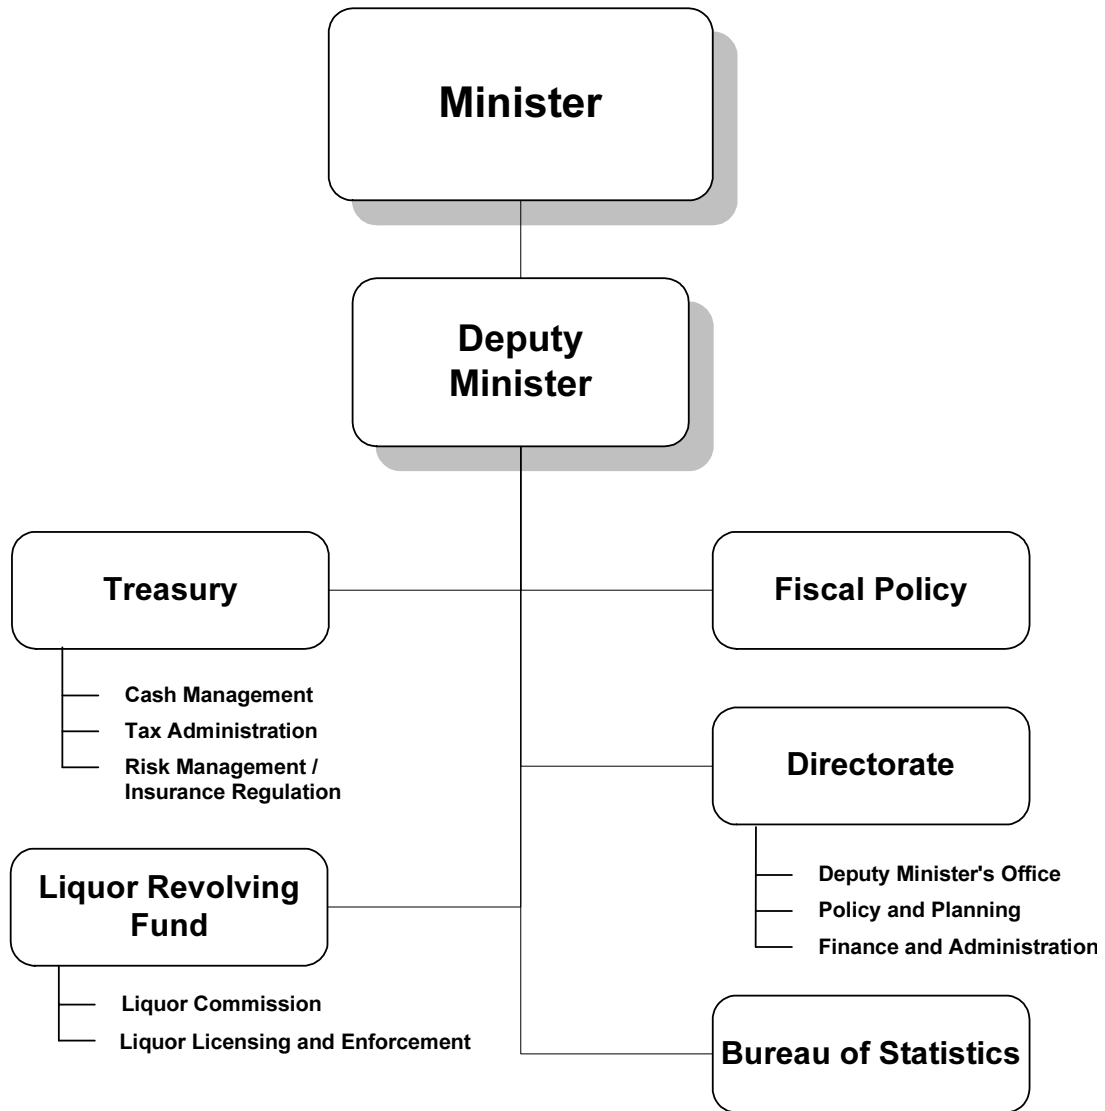 Minister
Deputy
Minister
Treasury
Cash Management
Tax Administration
Risk Management /
Insurance Regulation
Fiscal Policy
Directorate
Deputy Minister's Office
Policy and Planning
Finance and Administration
Liquor Revolving
Fund
Liquor Commission
Liquor Licensing and Enforcement
Bureau of Statistics